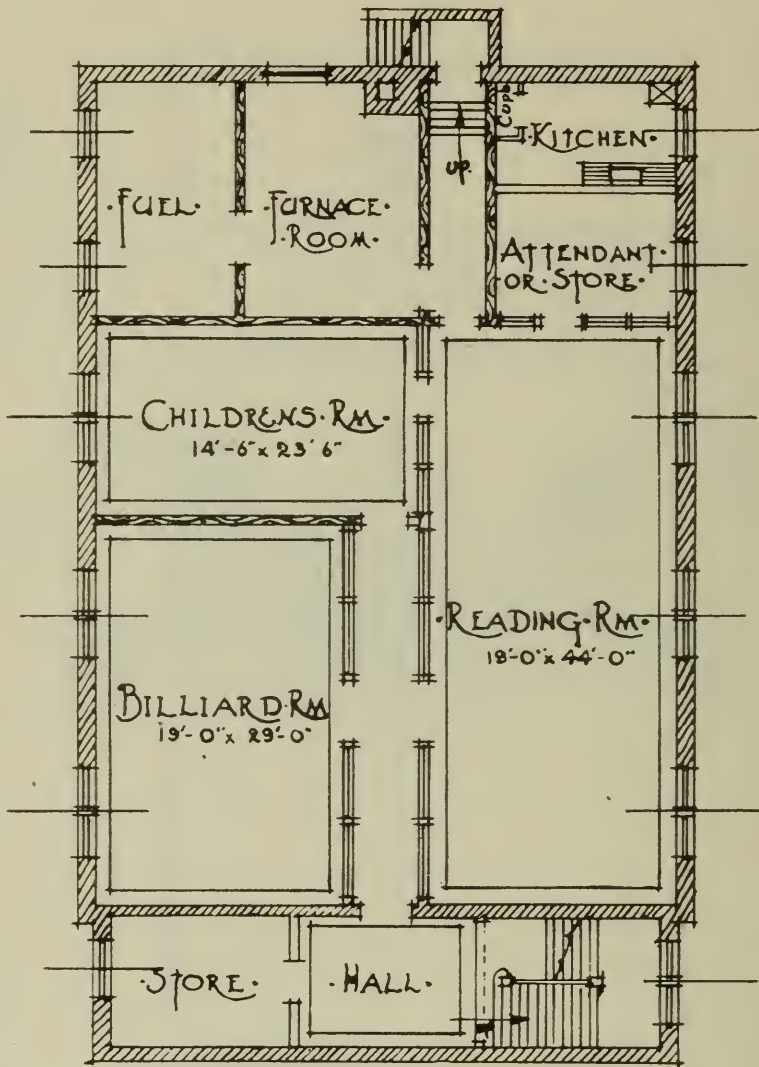 CUPD
·KITCHEN·
UP.
·FUEL·
·FURNACE·
ROOM·
ATTENDANT·
OR·STORE·
CHILDRENS·RM·
14'-6" x 23' 6"
·READING·RM·
18'-0" x 44'-0"
BILLIARD·RM
19'-0" x 29'-0"
·STORE·
·HALL·